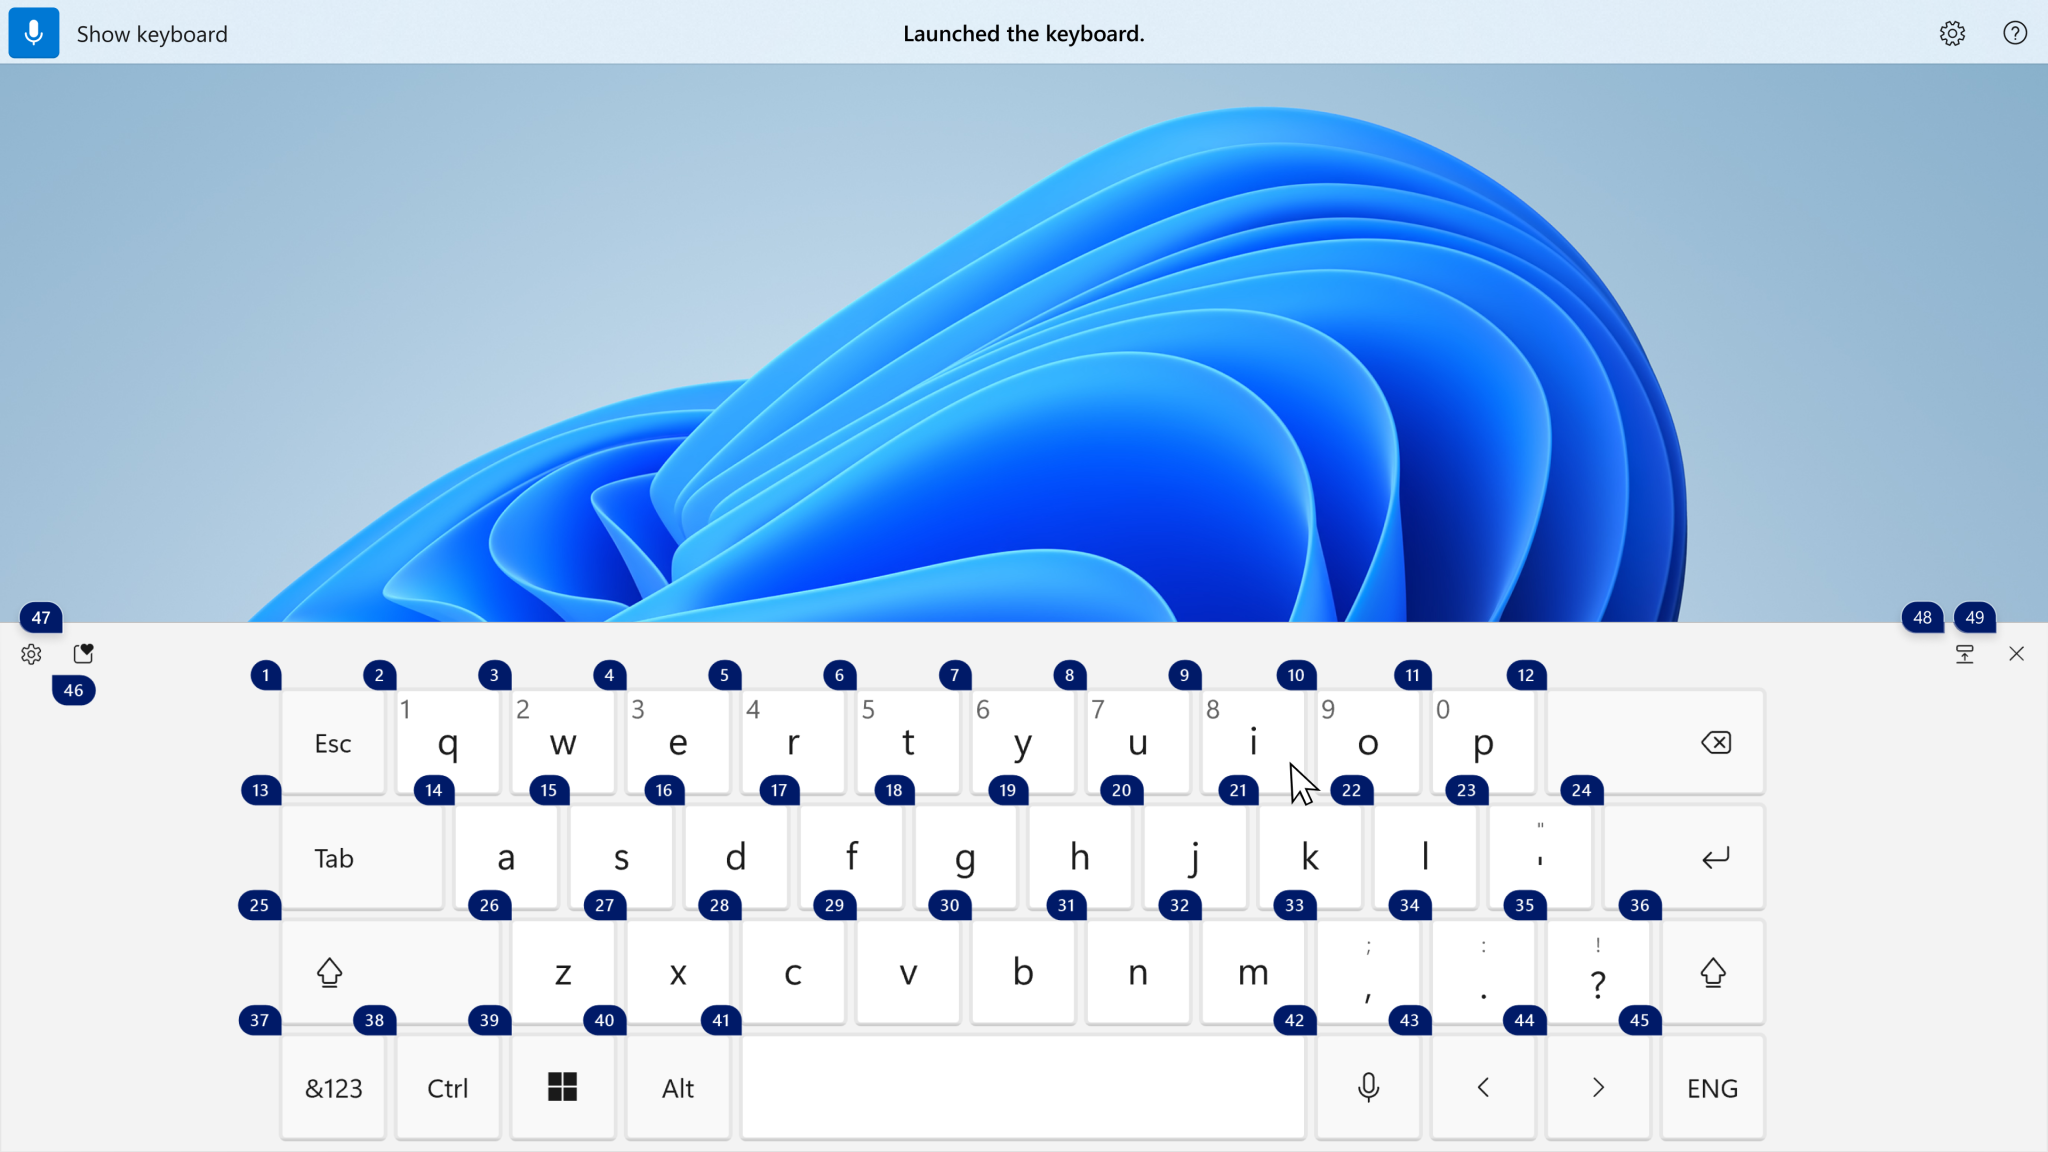 Show keyboard
Launched the keyboard.
47
48 49
46
1 2 3 4 5 6 7 8 9 10 11 12
1 2 3 4 5 6 7 8 9 0
Esc q w e r t y u i o p
13 14 15 16 17 18 19 20 21 22 23 24
"
Tab a s d f g h j k l '
25 26 27 28 29 30 31 32 33 34 35 36
; : !
z x c v b n m , . ?
37 38 39 40 41 42 43 44 45
&123 Ctrl Alt < > ENG